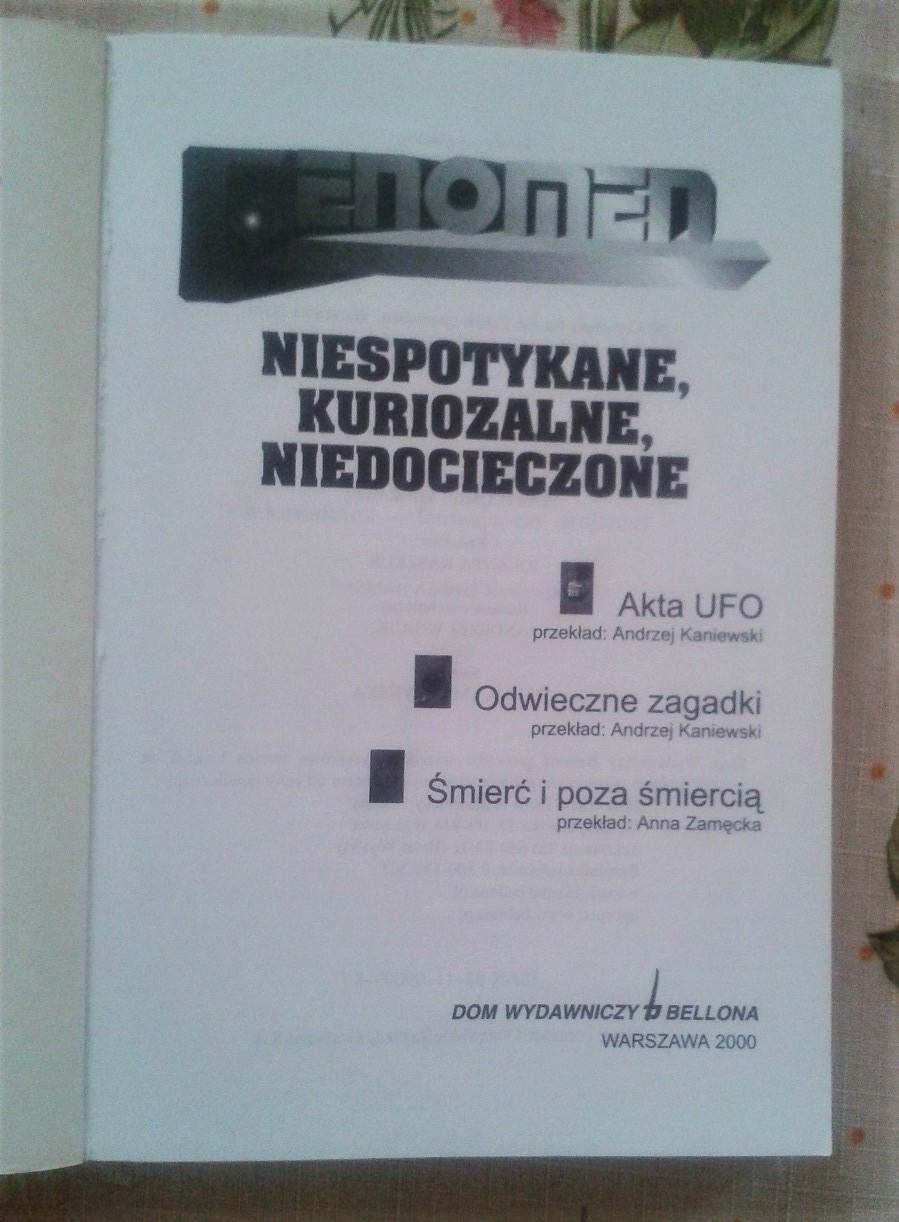 FENOMEN
NIESPOTYKANE,
KURIOZALNE,
NIEDOCIECZONE
Akta UFO
przekład: Andrzej Kaniewski
Odwieczne zagadki
przekład: Andrzej Kaniewski
Śmierć i poza śmiercią
przekład: Anna Zamęcka
DOM WYDAWNICZY BELLONA
WARSZAWA 2000